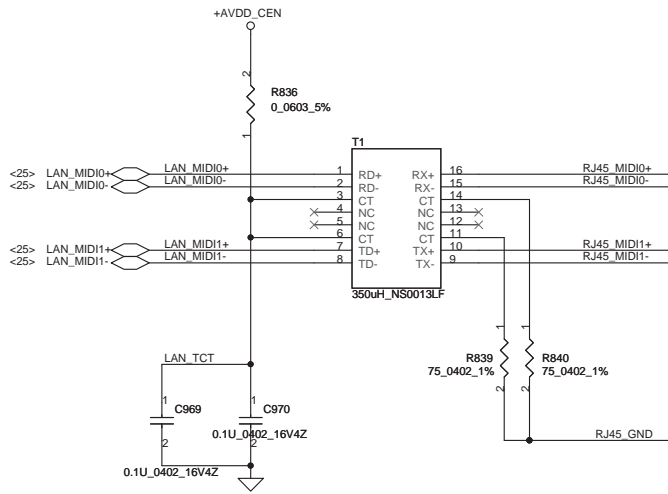 +AVDD_CEN
2
R836
0_0603_5%
1
T1
<25> LAN_MIDI0+ LAN_MIDI0+ 1 RD+ RX+ 16 RJ45_MIDI0+
<25> LAN_MIDI0- LAN_MIDI0- 2 RD- RX- 15 RJ45_MIDI0-
3 CT CT 14
4 NC NC 13
5 NC NC 12
6 CT CT 11
<25> LAN_MIDI1+ LAN_MIDI1+ 7 TD+ TX+ 10 RJ45_MIDI1+
<25> LAN_MIDI1- LAN_MIDI1- 8 TD- TX- 9 RJ45_MIDI1-
350uH_NS0013LF
1 1
R839 R840
75_0402_1% 75_0402_1%
2 2
LAN_TCT
1 1
C969 C970
0.1U_0402_16V4Z
2 2
0.1U_0402_16V4Z
RJ45_GND